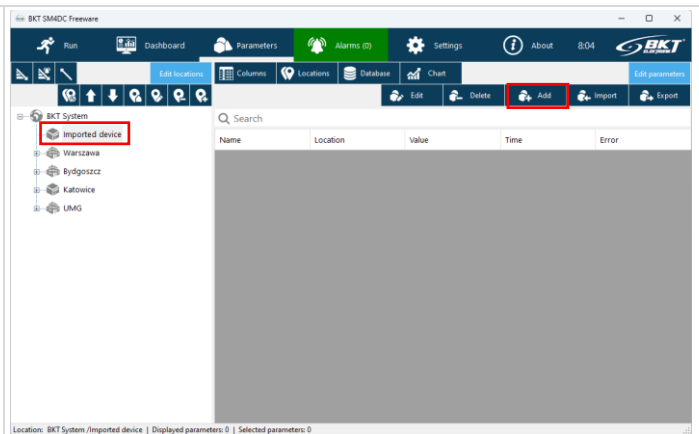 BKT SM4DC Freeware
Run Dashboard Parameters Alarms (0) Settings About 8:04 BKT
Edit locations Columns Locations Database Chart Edit parameters
Edit Delete Add Import Export
BKT System
Search
Imported device
Name Location Value Time Error
Warszawa
Bydgoszcz
Katowice
UMG
Location: BKT System /Imported device | Displayed parameters: 0 | Selected parameters: 0